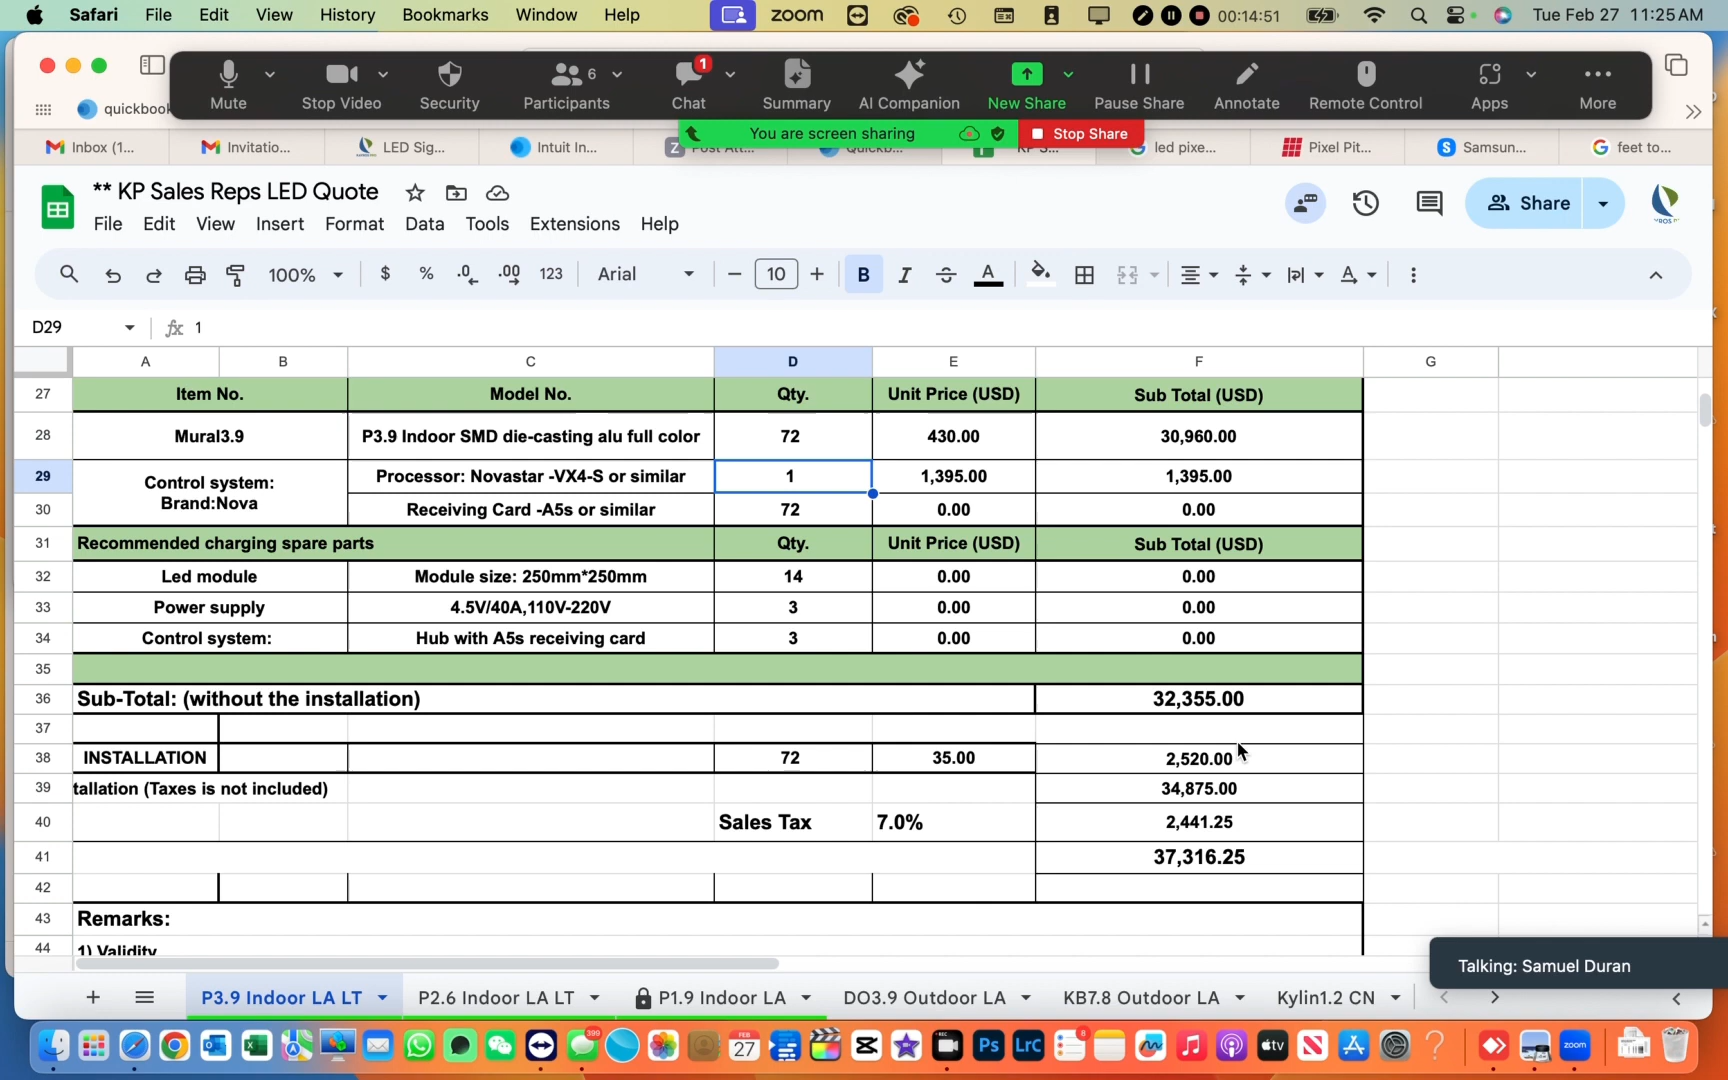 Safari File Edit View History Bookmarks Window Help zoom 00:14:51 Tue Feb 27 11:25 AM
Mute Stop Video Security 6 Participants 1 Chat Summary AI Companion New Share Pause Share Annotate Remote Control Apps More
quickbook
You are screen sharing Stop Share
Inbox (1... Invitatio... LED Sig... Intuit In... led pixe... Pixel Pit... Samsun... feet to...
** KP Sales Reps LED Quote
Share
File Edit View Insert Format Data Tools Extensions Help
100% $ % .0 .00 123 Arial 10 B I A
D29 fx 1
A B C D E F G
27 Item No. Model No. Qty. Unit Price (USD) Sub Total (USD)
28 Mural3.9 P3.9 Indoor SMD die-casting alu full color 72 430.00 30,960.00
29 Control system: Processor: Novastar -VX4-S or similar 1 1,395.00 1,395.00
Brand:Nova
30 Receiving Card -A5s or similar 72 0.00 0.00
31 Recommended charging spare parts Qty. Unit Price (USD) Sub Total (USD)
32 Led module Module size: 250mm*250mm 14 0.00 0.00
33 Power supply 4.5V/40A,110V-220V 3 0.00 0.00
34 Control system: Hub with A5s receiving card 3 0.00 0.00
35
36 Sub-Total: (without the installation) 32,355.00
37
38 INSTALLATION 72 35.00 2,520.00
39 tallation (Taxes is not included) 34,875.00
40 Sales Tax 7.0% 2,441.25
41 37,316.25
42
43 Remarks:
44 1) Validity
Talking: Samuel Duran
P3.9 Indoor LA LT P2.6 Indoor LA LT P1.9 Indoor LA DO3.9 Outdoor LA KB7.8 Outdoor LA Kylin1.2 CN
399 FEB 27 Ps LrC 8 tv zoom